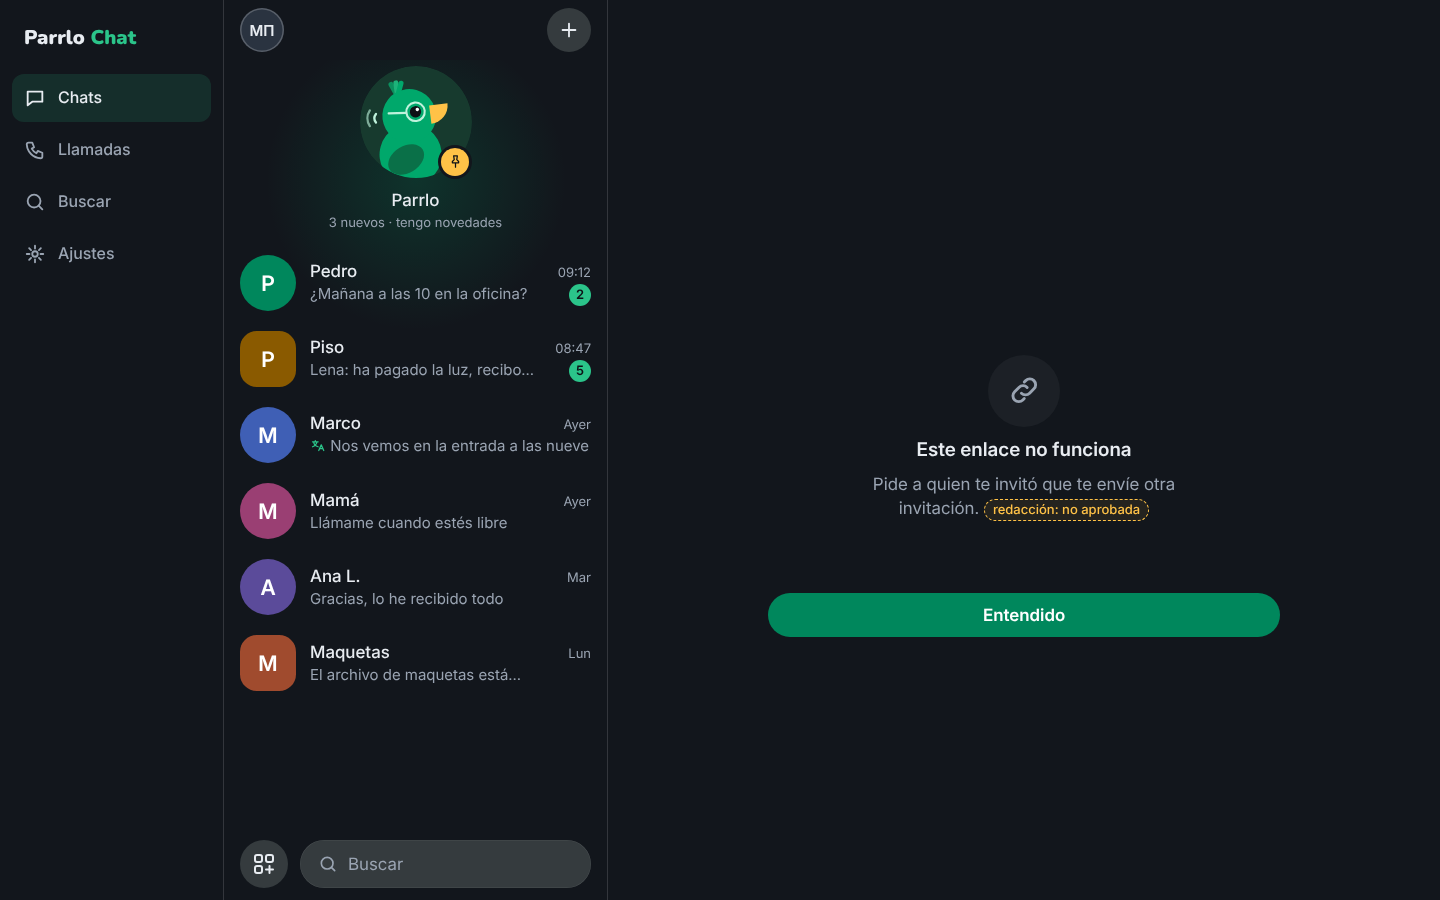 Parrlo Chat
Chats
Llamadas
Buscar
Ajustes
МП
Parrlo
3 nuevos · tengo novedades
P
Pedro
09:12
¿Mañana a las 10 en la oficina?
2
P
Piso
08:47
Lena: ha pagado la luz, recibo...
5
M
Marco
Ayer
Nos vemos en la entrada a las nueve
M
Mamá
Ayer
Llámame cuando estés libre
A
Ana L.
Mar
Gracias, lo he recibido todo
M
Maquetas
Lun
El archivo de maquetas está...
Buscar
Este enlace no funciona
Pide a quien te invitó que te envíe otra
invitación. redacción: no aprobada
Entendido